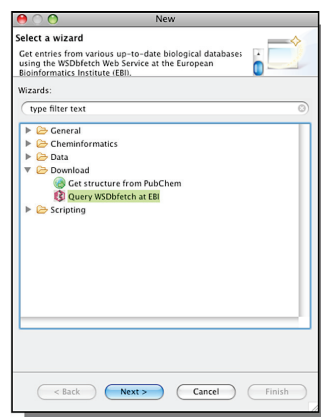 New
Select a wizard
Get entries from various up-to-date biological databases
using the WSDbfetch Web Service at the European
Bioinformatics Institute (EBI).
Wizards:
type filter text
General
Cheminformatics
Data
Download
Get structure from PubChem
Query WSDbfetch at EBI
Scripting
< Back
Next >
Cancel
Finish